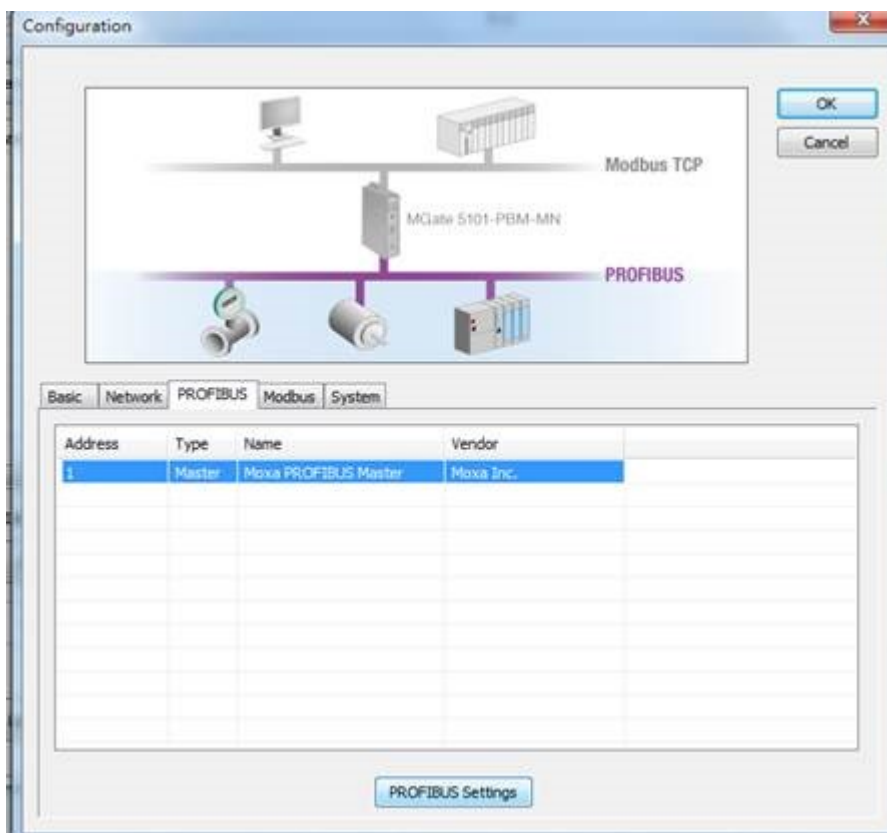 Configuration
OK
Cancel
Modbus TCP
MGate 5101-PBM-MN
PROFIBUS
Basic Network PROFIBUS Modbus System
Address Type Name Vendor
1 Master Moxa PROFIBUS Master Moxa Inc.
PROFIBUS Settings